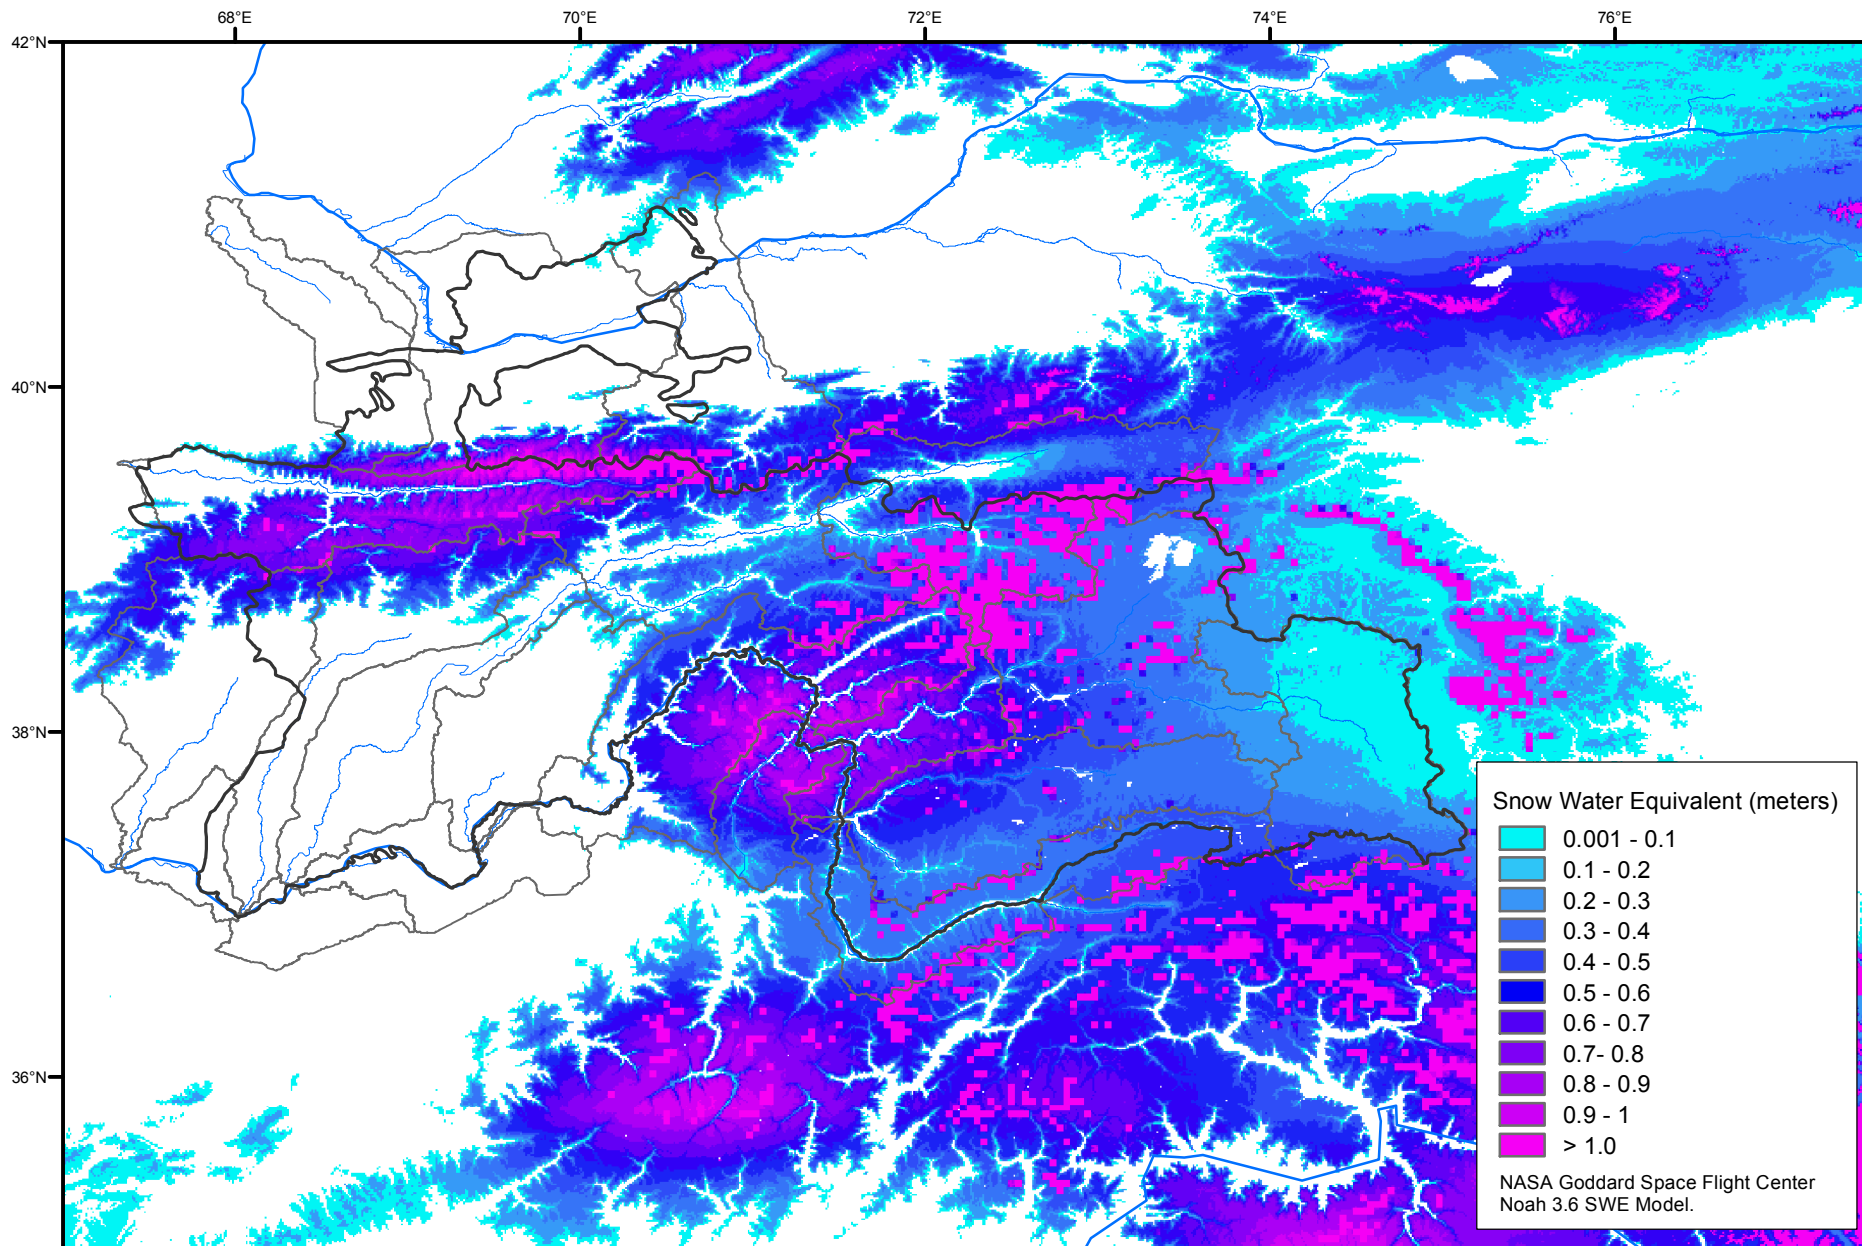 68°E
70°E
72°E
74°E
76°E
42°N
40°N
38°N
36°N
Snow Water Equivalent (meters)
0.001 - 0.1
0.1 - 0.2
0.2 - 0.3
0.3 - 0.4
0.4 - 0.5
0.5 - 0.6
0.6 - 0.7
0.7- 0.8
0.8 - 0.9
0.9 - 1
> 1.0
NASA Goddard Space Flight Center
Noah 3.6 SWE Model.